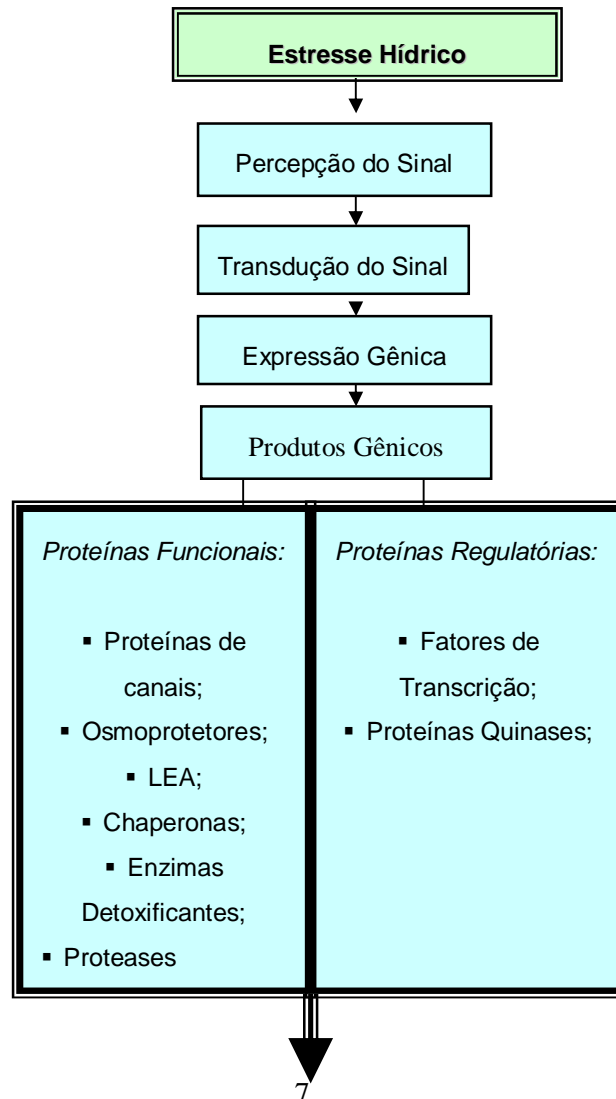 Estresse Hídrico
Percepção do Sinal
Transdução do Sinal
Expressão Gênica
Produtos Gênicos
Proteínas Funcionais:
▪ Proteínas de
canais;
▪ Osmoprotetores;
▪ LEA;
▪ Chaperonas;
▪ Enzimas
Detoxificantes;
▪ Proteases
Proteínas Regulatórias:
▪ Fatores de
Transcrição;
▪ Proteínas Quinases;
7